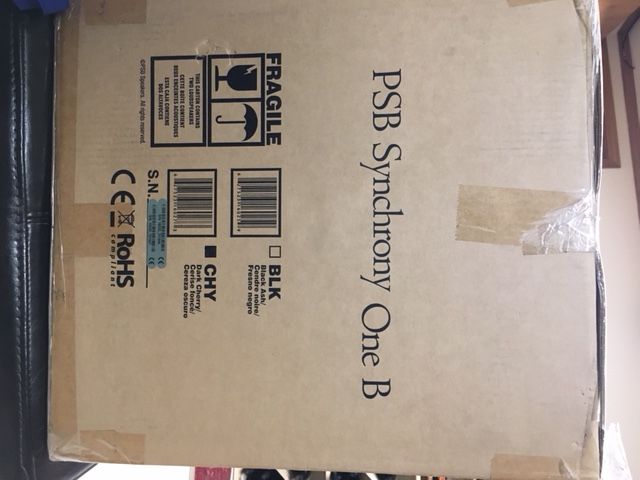 PSB Synchrony One B
FRAGILE
THIS CARTON CONTAINS
TWO LOUDSPEAKERS
CETTE BOÎTE CONTIENT
DEUX ENCEINTES ACOUSTIQUES
ESTA CAJA CONTIENE
DOS ALTAVOCES
©PSB Speakers. All rights reserved.
BLK
Black Ash/
Cendre noire/
Fresno negro
CHY
Dark Cherry/
Cerise foncé/
Cereza oscuro
S.N.
CE RoHS
compliant